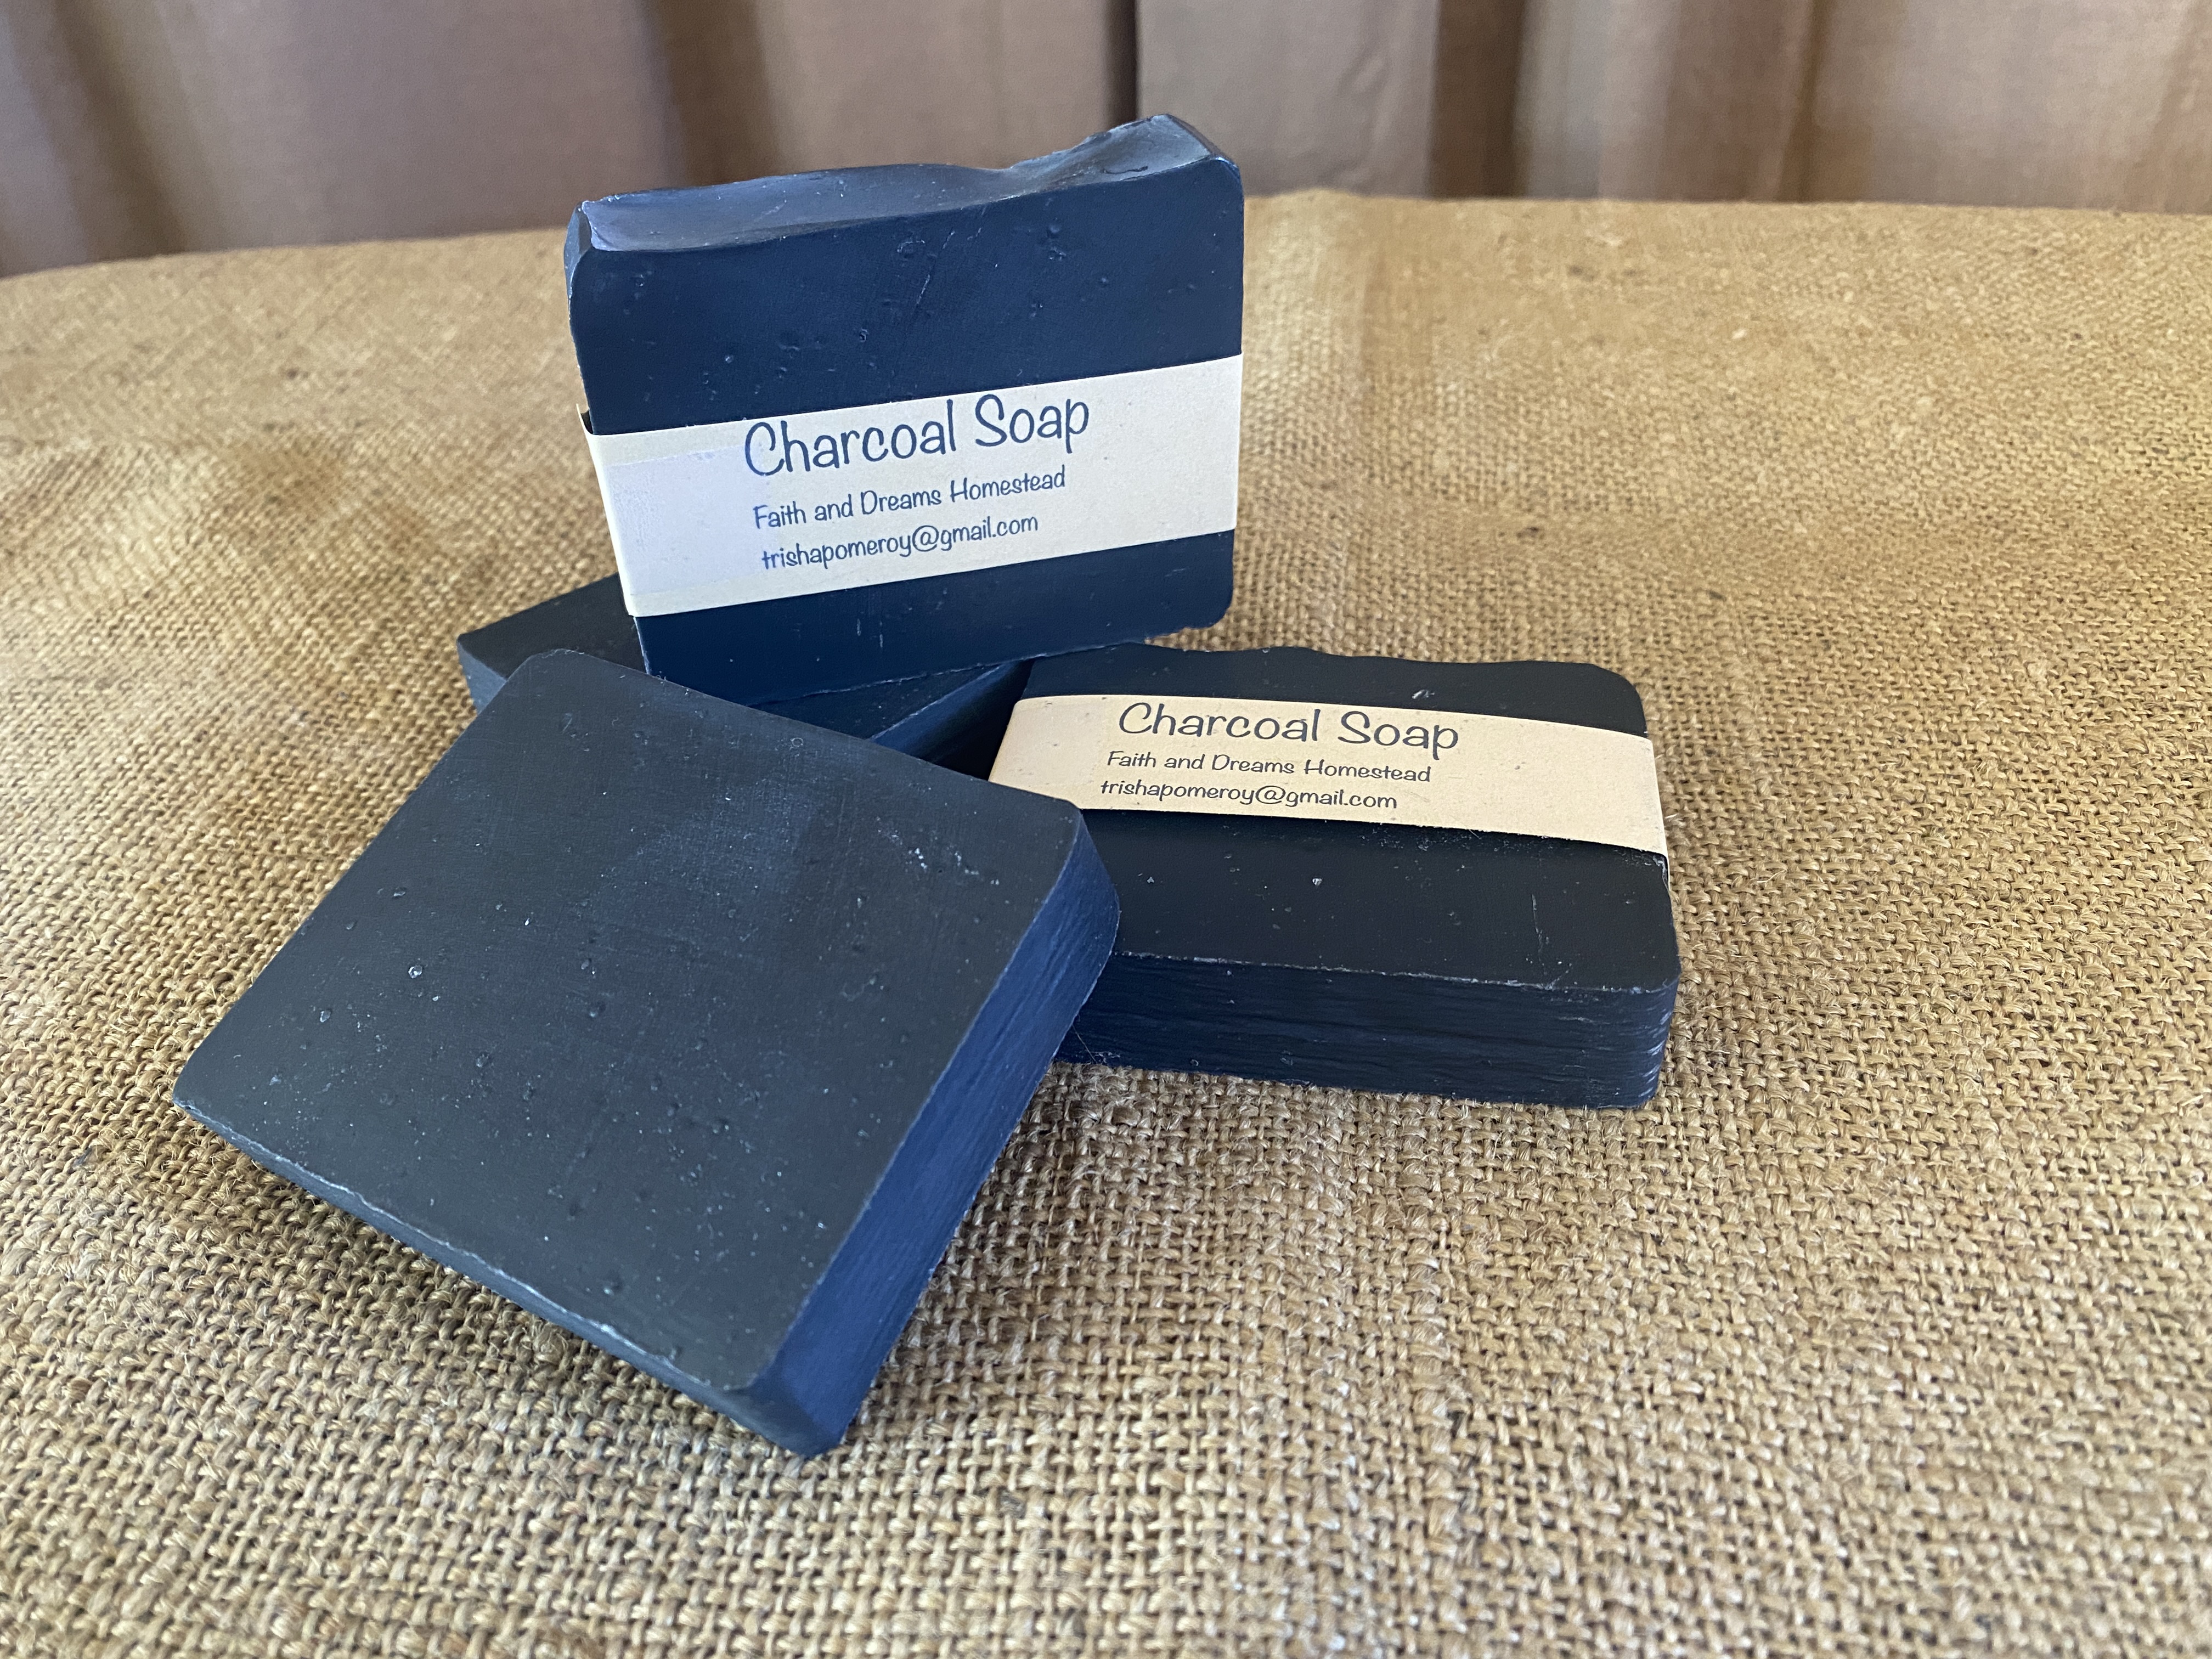 Charcoal Soap
Faith and Dreams Homestead
trishapomeroy@gmail.com
Charcoal Soap
Faith and Dreams Homestead
trishapomeroy@gmail.com